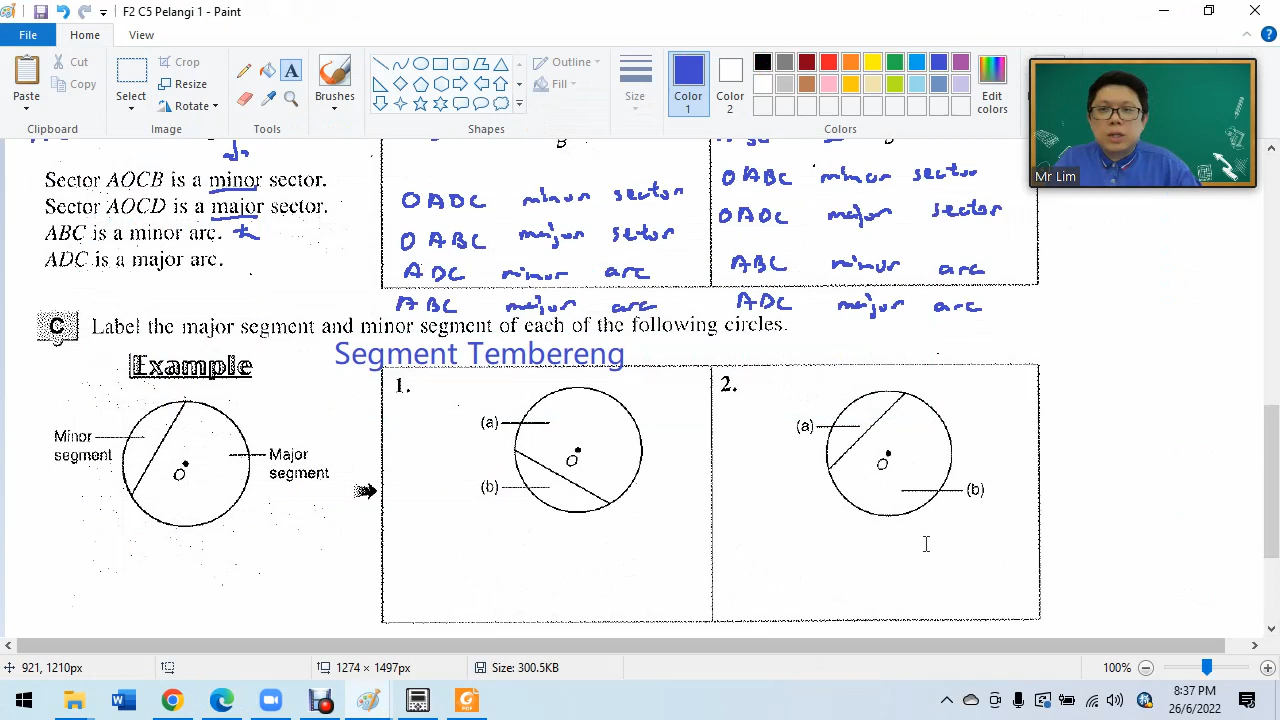 F2 C5 Pelangi 1 - Paint
File Home View
Paste Cut Copy Clipboard
Select Crop Resize Rotate Image
Tools
Brushes
Shapes
Outline Fill
Size
Color 1 Color 2 Edit colors Colors
Mr Lim
Sector AOCB is a minor sector.
Sector AOCD is a major sector.
ABC is a minor arc.
ADC is a major arc.
OADC minor sector
OABC major setor
ADC minor arc
ABC major arc
OABC minor sector
OADC major sector
ABC minor arc
ADC major arc
C Label the major segment and minor segment of each of the following circles.
Segment Tembereng
Example
Minor segment
O
Major segment
1.
(a)
O
(b)
2.
(a)
O
(b)
921, 1210px
1274 × 1497px
Size: 300.5KB
100%
8:37 PM
26/6/2022